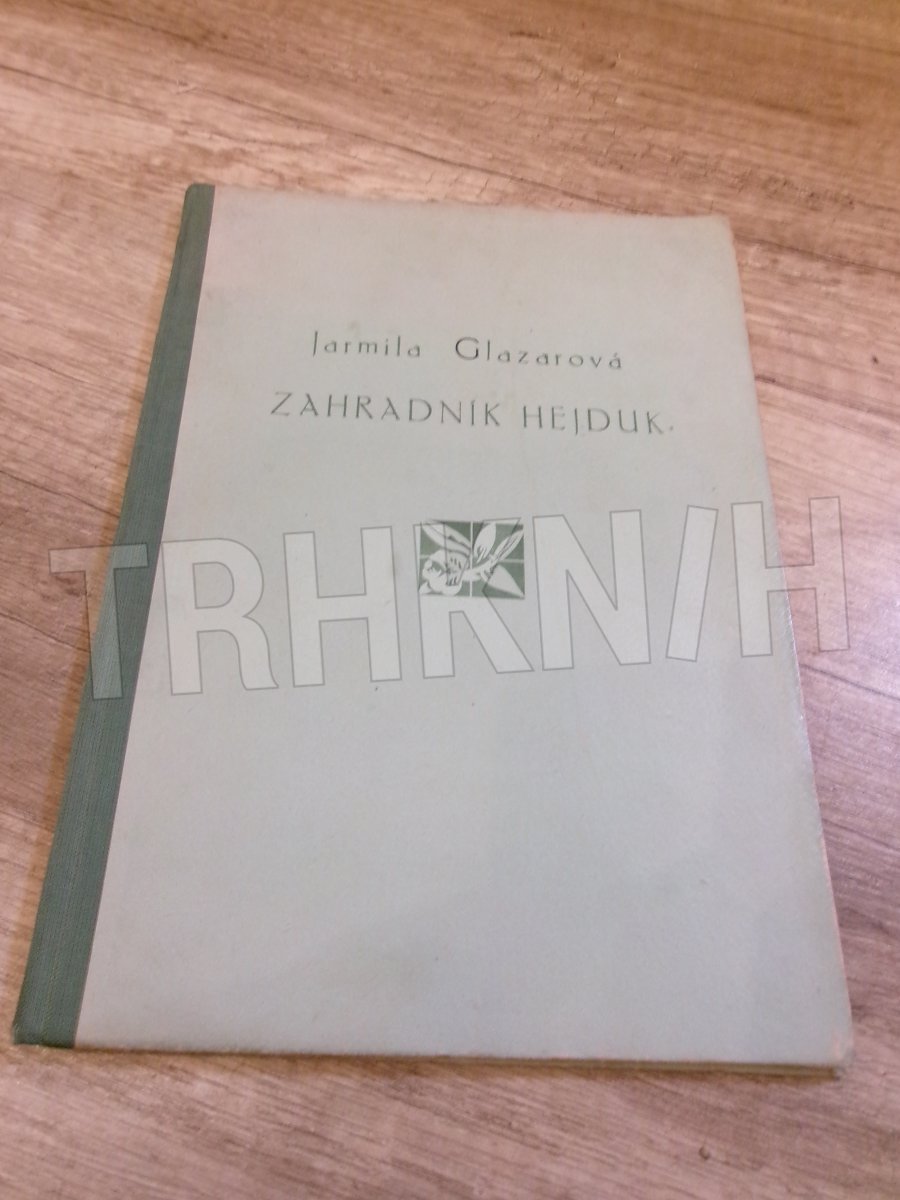 Jarmila Glazarová
ZAHRADNÍK HEJDUK
TRHKNIH